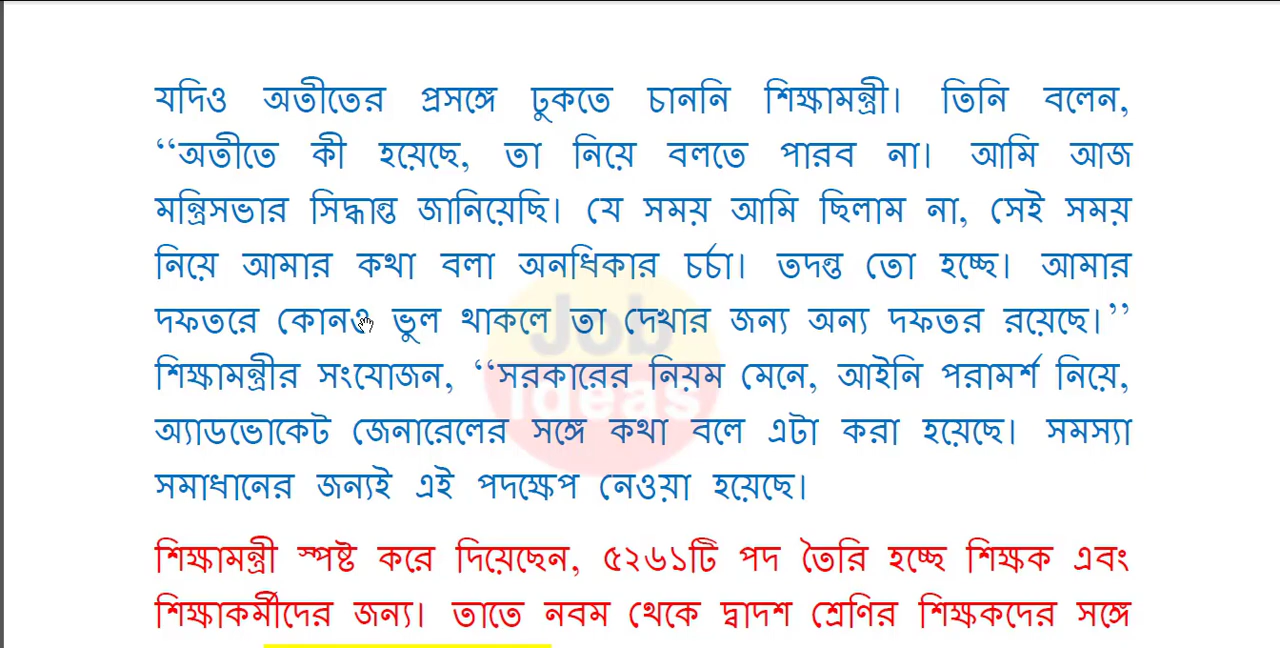 যদিও অতীতের প্রসঙ্গে ঢুকতে চাননি শিক্ষামন্ত্রী। তিনি বলেন,
‘‘অতীতে কী হয়েছে, তা নিয়ে বলতে পারব না। আমি আজ
মন্ত্রিসভার সিদ্ধান্ত জানিয়েছি। যে সময় আমি ছিলাম না, সেই সময়
নিয়ে আমার কথা বলা অনধিকার চর্চা। তদন্ত তো হচ্ছে। আমার
দফতরে কোনও ভুল থাকলে তা দেখার জন্য অন্য দফতর রয়েছে।’’
শিক্ষামন্ত্রীর সংযোজন, ‘‘সরকারের নিয়ম মেনে, আইনি পরামর্শ নিয়ে,
অ্যাডভোকেট জেনারেলের সঙ্গে কথা বলে এটা করা হয়েছে। সমস্যা
সমাধানের জন্যই এই পদক্ষেপ নেওয়া হয়েছে।
শিক্ষামন্ত্রী স্পষ্ট করে দিয়েছেন, ৫২৬১টি পদ তৈরি হচ্ছে শিক্ষক এবং
শিক্ষাকর্মীদের জন্য। তাতে নবম থেকে দ্বাদশ শ্রেণির শিক্ষকদের সঙ্গে
Job
Ideas